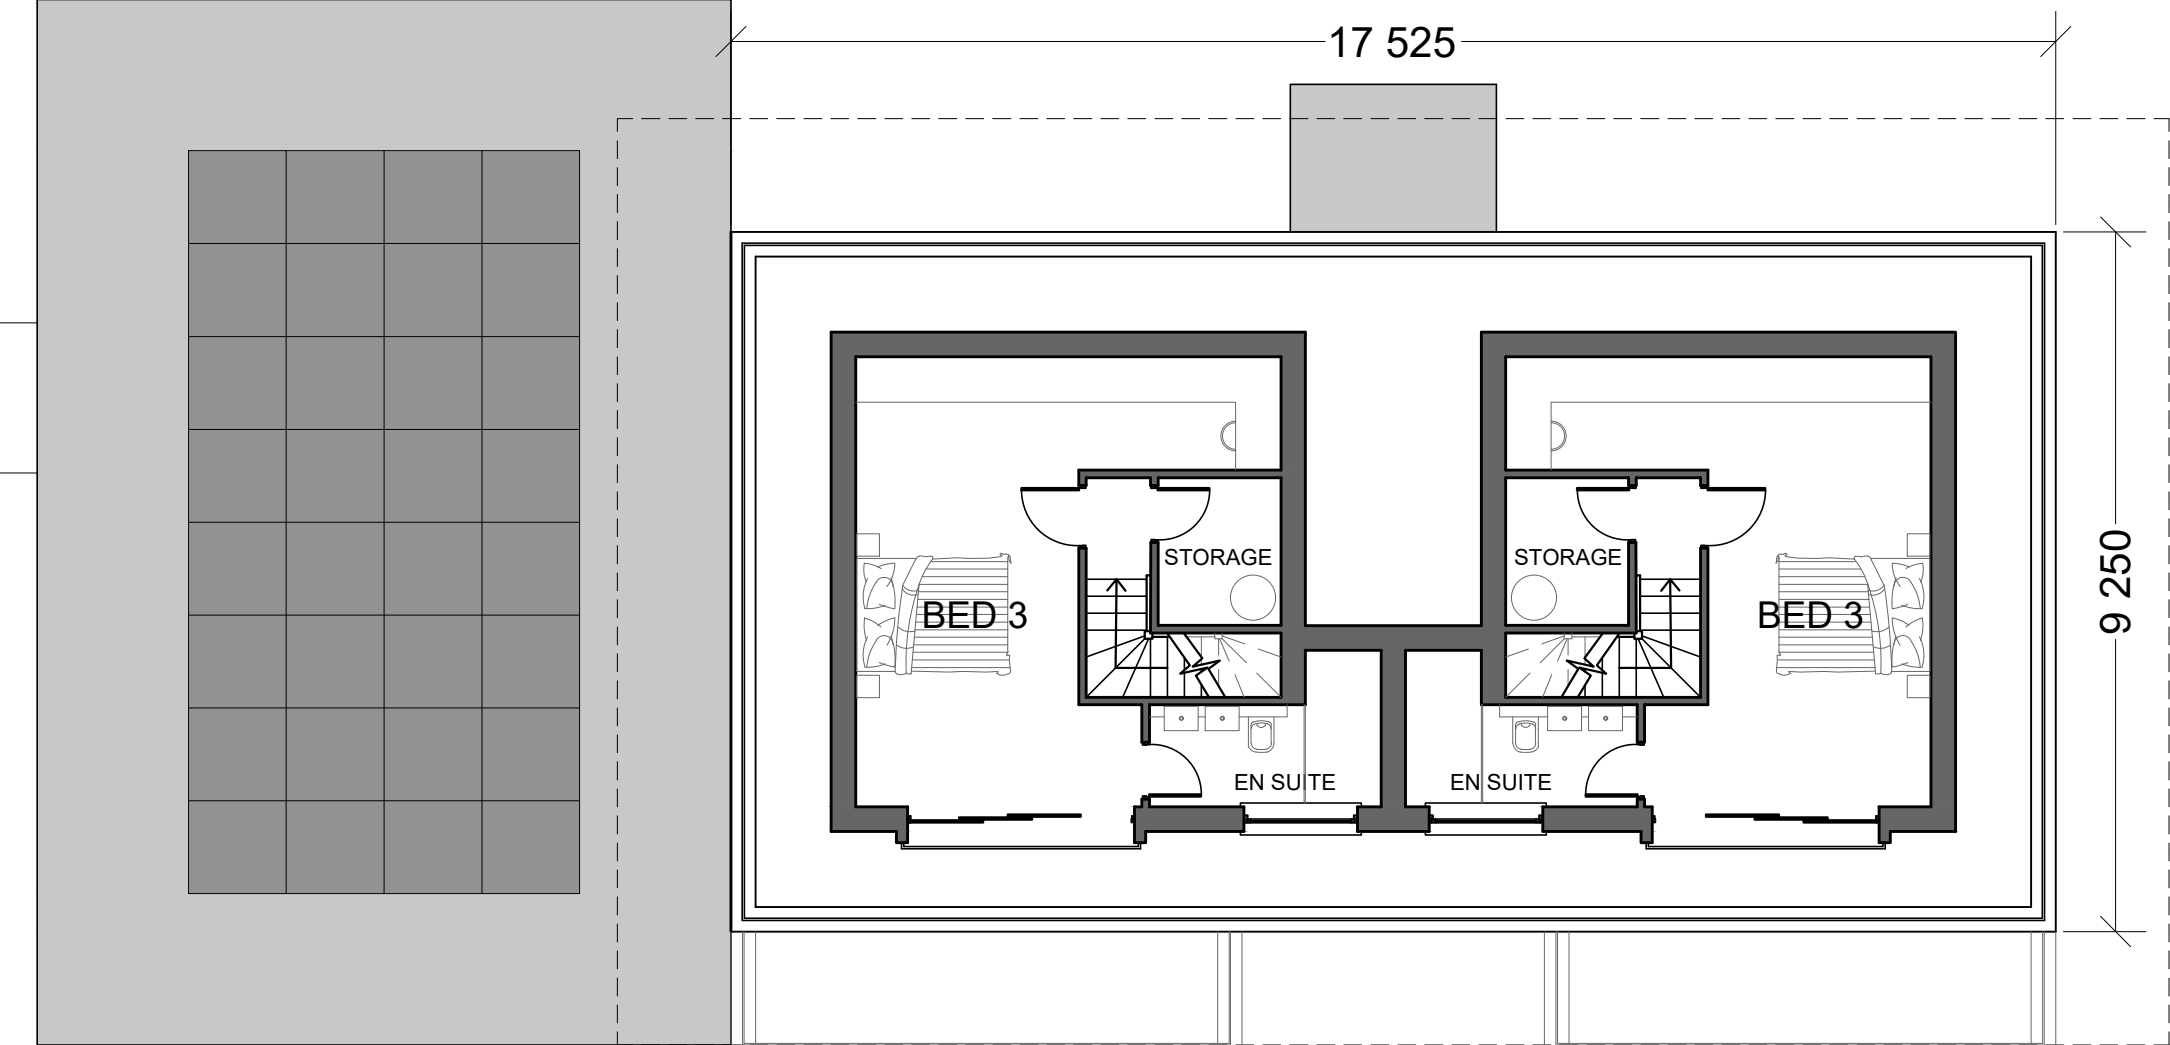 17 525
STORAGE
STORAGE
9 250
BED 3
BED 3
EN SUITE
EN SUITE